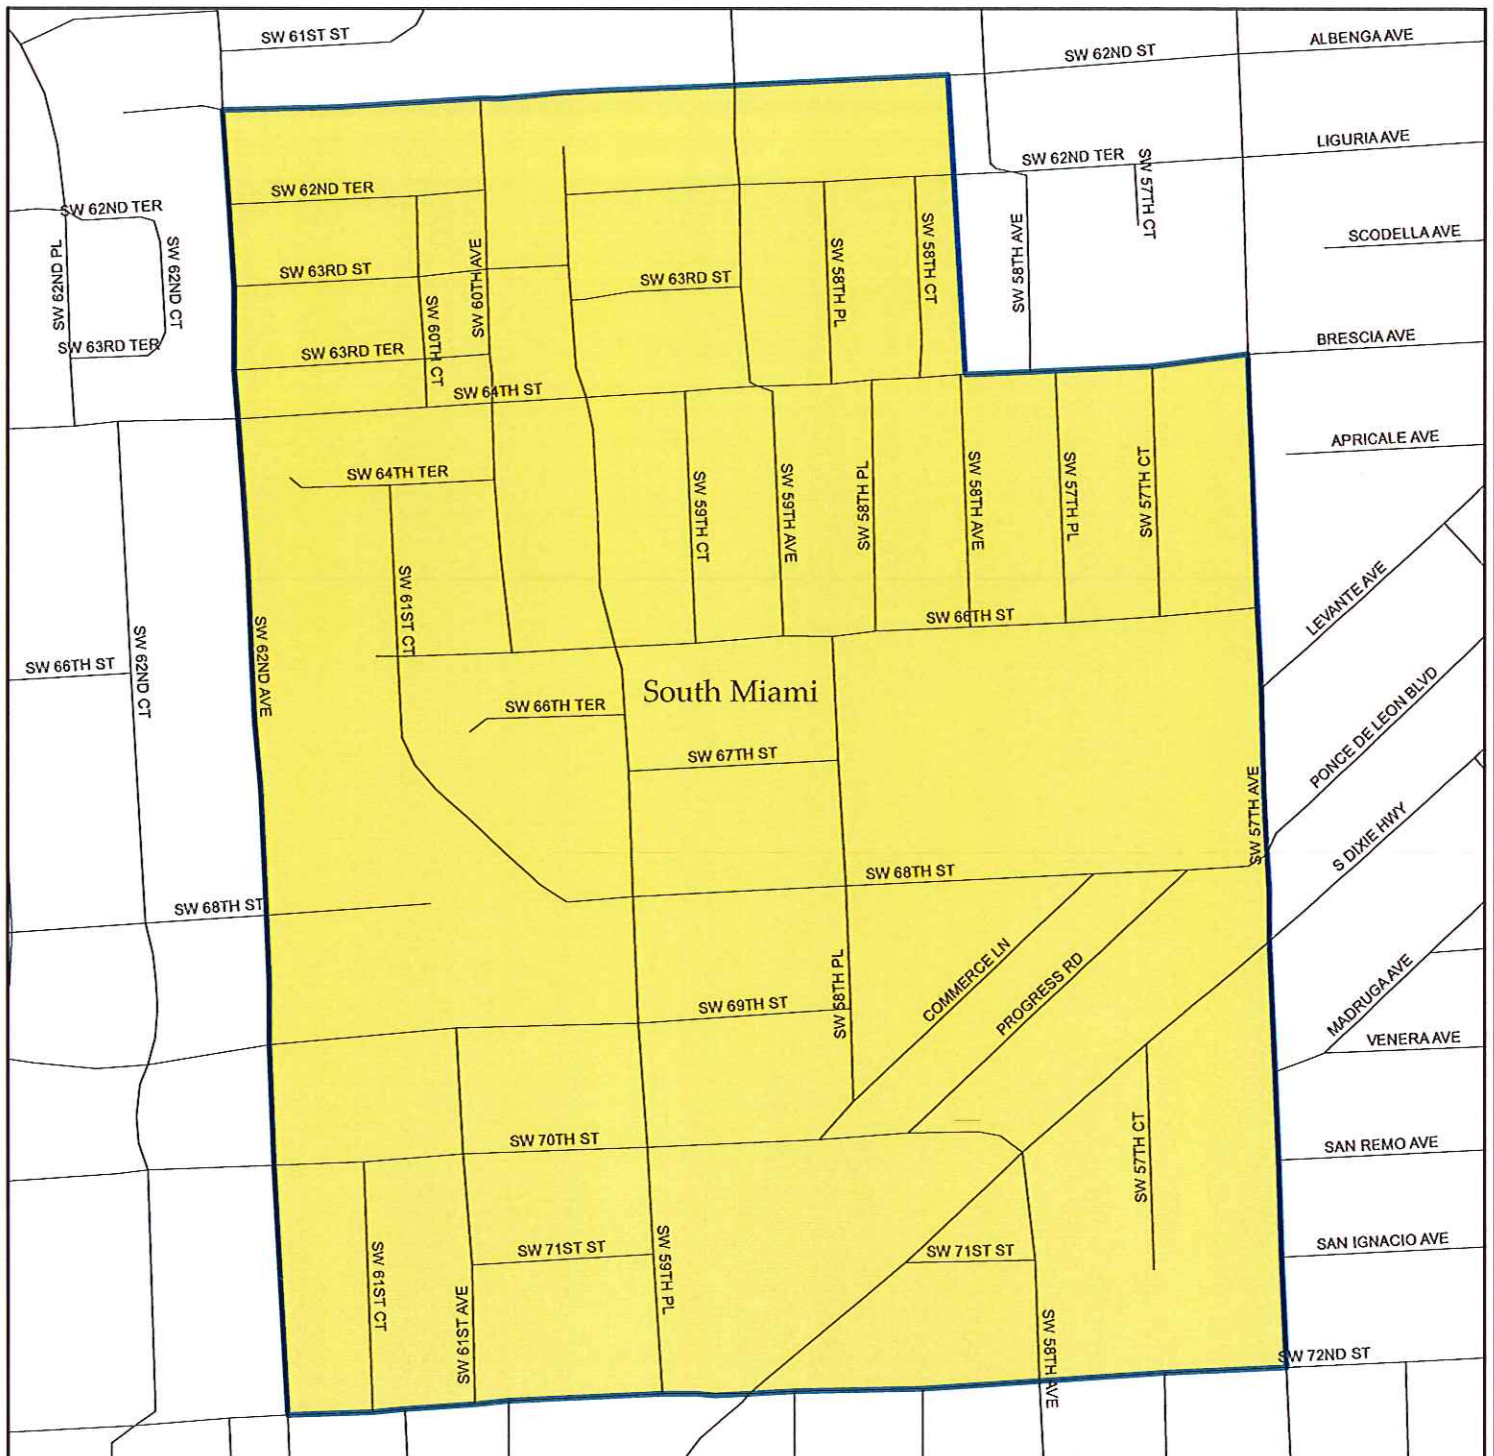 SW 61ST ST
ALBENGA AVE
SW 62ND ST
LIGURIA AVE
SW 62ND TER
SW 57TH CT
SW 62ND TER
SW 62ND TER
SW 58TH AVE
SCODELLA AVE
SW 62ND PL
SW 62ND CT
SW 63RD ST
SW 60TH AVE
SW 63RD ST
SW 58TH PL
SW 58TH CT
SW 63RD TER
SW 63RD TER
SW 60TH CT
BRESCIA AVE
SW 64TH ST
APRICALE AVE
SW 64TH TER
SW 59TH CT
SW 59TH AVE
SW 58TH PL
SW 58TH AVE
SW 57TH PL
SW 57TH CT
SW 61ST CT
LEVANTE AVE
SW 66TH ST
SW 66TH ST
SW 62ND CT
SW 62ND AVE
South Miami
SW 66TH TER
PONCE DE LEON BLVD
SW 67TH ST
SW 57TH AVE
S DIXIE HWY
SW 68TH ST
SW 68TH ST
COMMERCE LN
PROGRESS RD
SW 58TH PL
MADRUGA AVE
SW 69TH ST
VENERA AVE
SW 70TH ST
SW 57TH CT
SAN REMO AVE
SW 71ST ST
SW 71ST ST
SAN IGNACIO AVE
SW 61ST CT
SW 61ST AVE
SW 59TH PL
SW 58TH AVE
SW 72ND ST